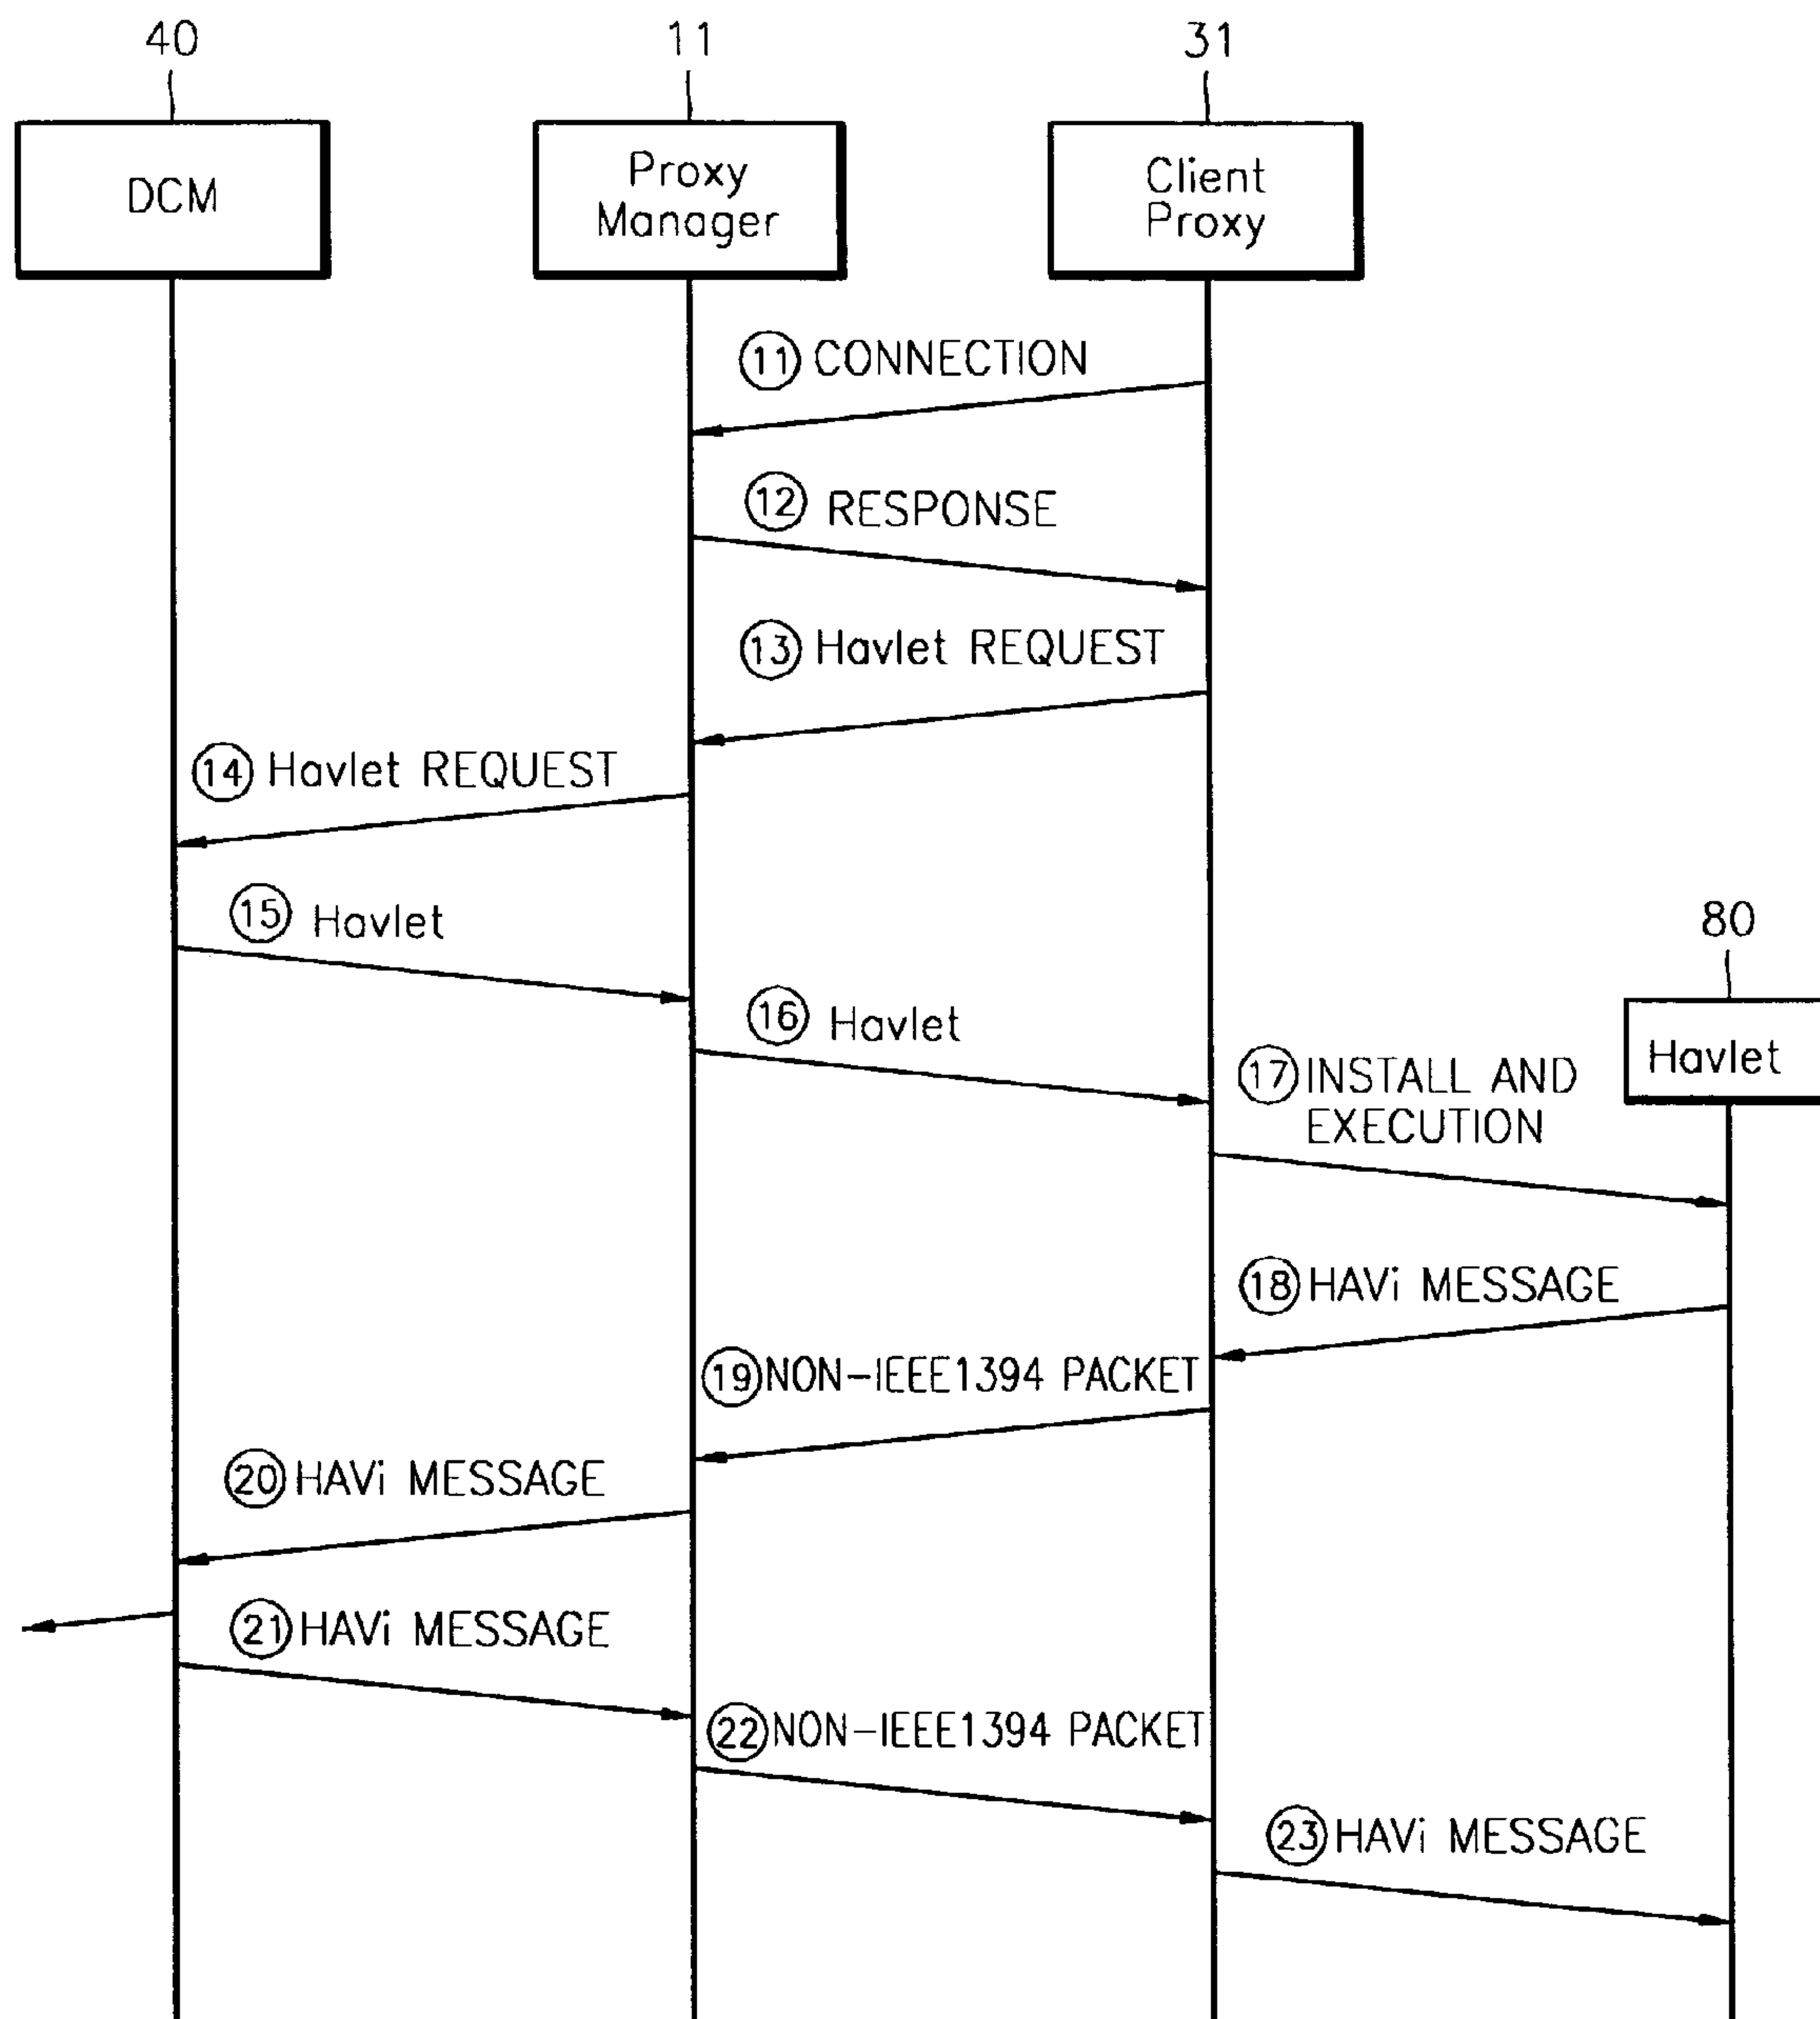 40
11
31
DCM
Proxy
Manager
Client
Proxy
11 CONNECTION
12 RESPONSE
13 Havlet REQUEST
14 Havlet REQUEST
15 Havlet
80
16 Havlet
Havlet
17 INSTALL AND
EXECUTION
18 HAVi MESSAGE
19 NON-IEEE1394 PACKET
20 HAVi MESSAGE
21 HAVi MESSAGE
22 NON-IEEE1394 PACKET
23 HAVi MESSAGE